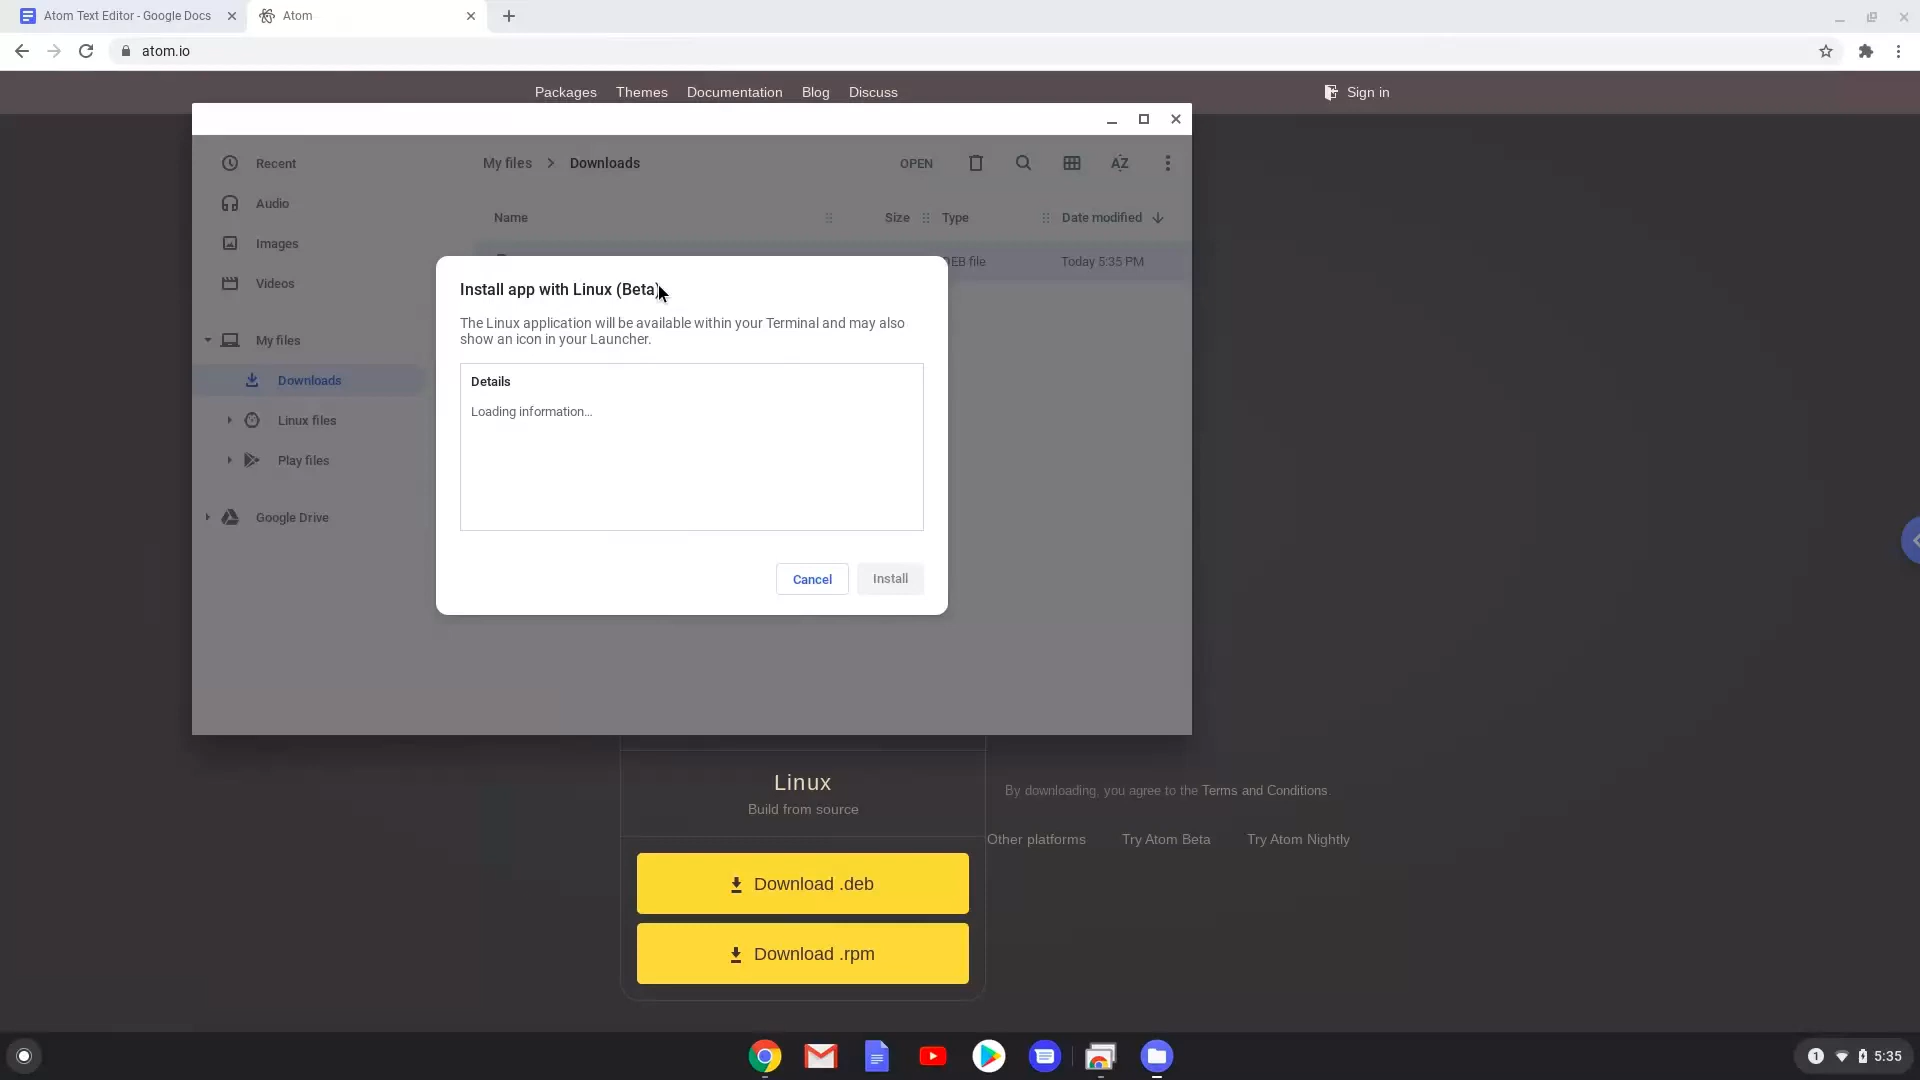 Atom Text Editor - Google Docs
Atom
atom.io
Packages
Themes
Documentation
Blog
Discuss
Sign in
Recent
Audio
Images
Videos
My files
Downloads
Linux files
Play files
Google Drive
My files
Downloads
OPEN
AZ
Name
Size
Type
Date modified
file
Today 5:35 PM
Install app with Linux (Beta)
The Linux application will be available within your Terminal and may also
show an icon in your Launcher.
Details
Loading information...
Cancel
Install
Linux
Build from source
Download .deb
Download .rpm
By downloading, you agree to the Terms and Conditions
Other platforms
Try Atom Beta
Try Atom Nightly
1
5:35